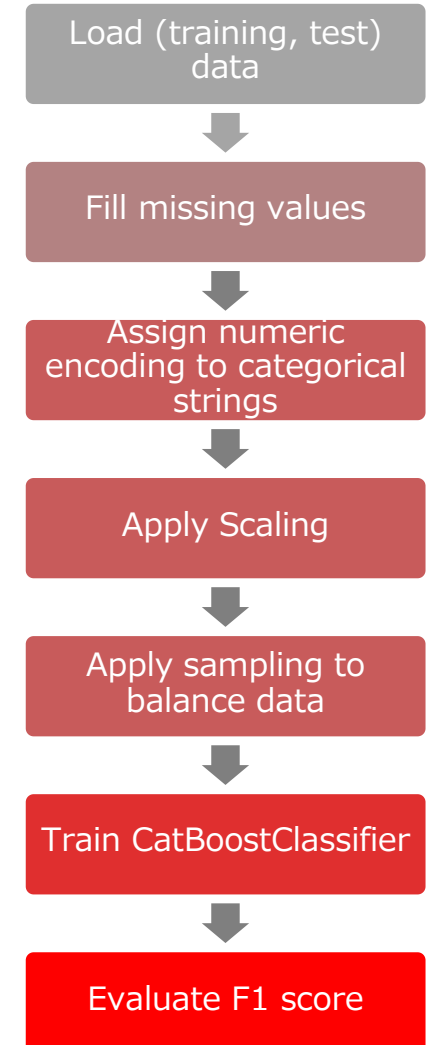 Load (training, test)
data
Fill missing values
Assign numeric
encoding to categorical
strings
Apply Scaling
Apply sampling to
balance data
Train CatBoostClassifier
Evaluate F1 score